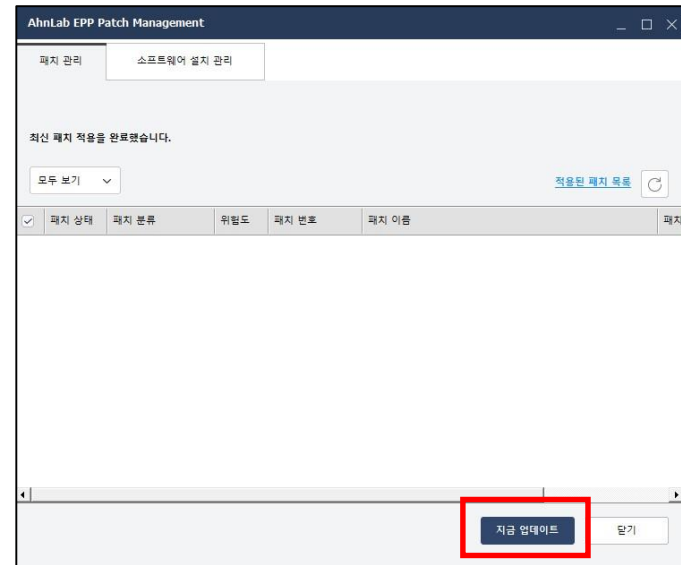 AhnLab EPP Patch Management
패치 관리 소프트웨어 설치 관리
최신 패치 적용을 완료했습니다.
모두 보기 적용된 패치 목록
패치 상태 패치 분류 위험도 패치 번호 패치 이름 패치
지금 업데이트 닫기